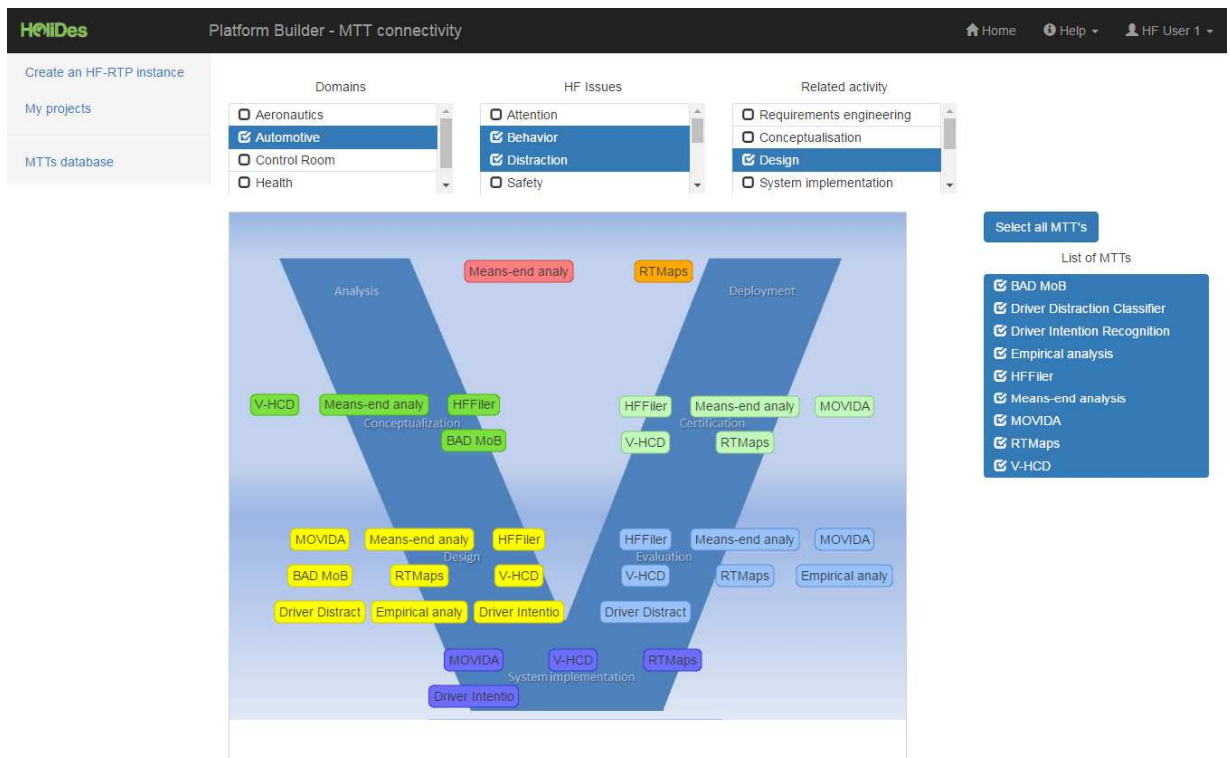 HoliDes Platform Builder - MTT connectivity Home Help HF User 1
Create an HF-RTP instance
My projects
MTTs database
Domains
Aeronautics
Automotive
Control Room
Health
HF Issues
Attention
Behavior
Distraction
Safety
Related activity
Requirements engineering
Conceptualisation
Design
System implementation
Means-end analy RTMaps
Analysis Deployment
V-HCD Means-end analy HFFiler HFFiler Means-end analy MOVIDA
Conceptualization Certification
BAD MoB V-HCD RTMaps
MOVIDA Means-end analy HFFiler HFFiler Means-end analy MOVIDA
Design Evaluation
BAD MoB RTMaps V-HCD V-HCD RTMaps Empirical analy
Driver Distract Empirical analy Driver Intentio Driver Distract
MOVIDA V-HCD RTMaps
System implementation
Driver Intentio
Select all MTT's
List of MTTs
BAD MoB
Driver Distraction Classifier
Driver Intention Recognition
Empirical analysis
HFFiler
Means-end analysis
MOVIDA
RTMaps
V-HCD